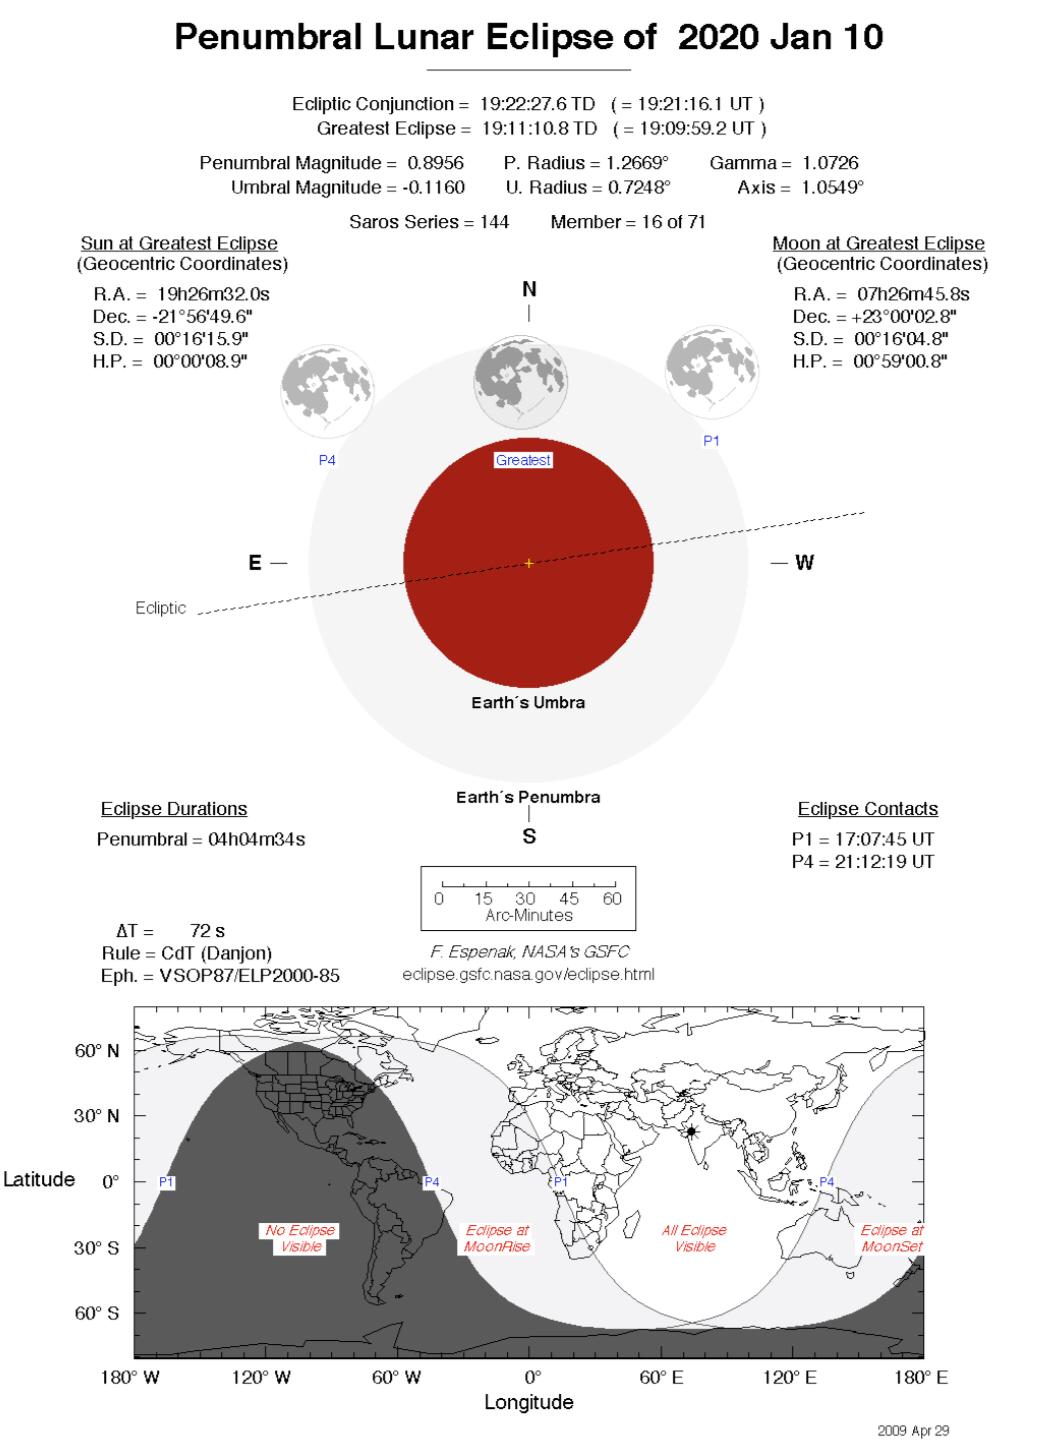 Penumbral Lunar Eclipse of 2020 Jan 10
Ecliptic Conjunction = 19:22:27.6 TD ( = 19:21:16.1 UT )
Greatest Eclipse = 19:11:10.8 TD ( = 19:09:59.2 UT )
Penumbral Magnitude = 0.8956 P. Radius = 1.2669° Gamma = 1.0726
Umbral Magnitude = -0.1160 U. Radius = 0.7248° Axis = 1.0549°
Saros Series = 144 Member = 16 of 71
Sun at Greatest Eclipse
(Geocentric Coordinates)
R.A. = 19h26m32.0s
Dec. = -21°56'49.6"
S.D. = 00°16'15.9"
H.P. = 00°00'08.9"
Moon at Greatest Eclipse
(Geocentric Coordinates)
R.A. = 07h26m45.8s
Dec. = +23°00'02.8"
S.D. = 00°16'04.8"
H.P. = 00°59'00.8"
N
P4
Greatest
P1
E
W
Ecliptic
Earth´s Umbra
Earth´s Penumbra
S
Eclipse Durations
Penumbral = 04h04m34s
Eclipse Contacts
P1 = 17:07:45 UT
P4 = 21:12:19 UT
0 15 30 45 60
Arc-Minutes
ΔT = 72 s
Rule = CdT (Danjon)
Eph. = VSOP87/ELP2000-85
F. Espenak, NASA's GSFC
eclipse.gsfc.nasa.gov/eclipse.html
60° N
30° N
Latitude 0°
30° S
60° S
P1
P4
P1
P4
No Eclipse
Visible
Eclipse at
MoonRise
All Eclipse
Visible
Eclipse at
MoonSet
180° W 120° W 60° W 0° 60° E 120° E 180° E
Longitude
2009 Apr 29